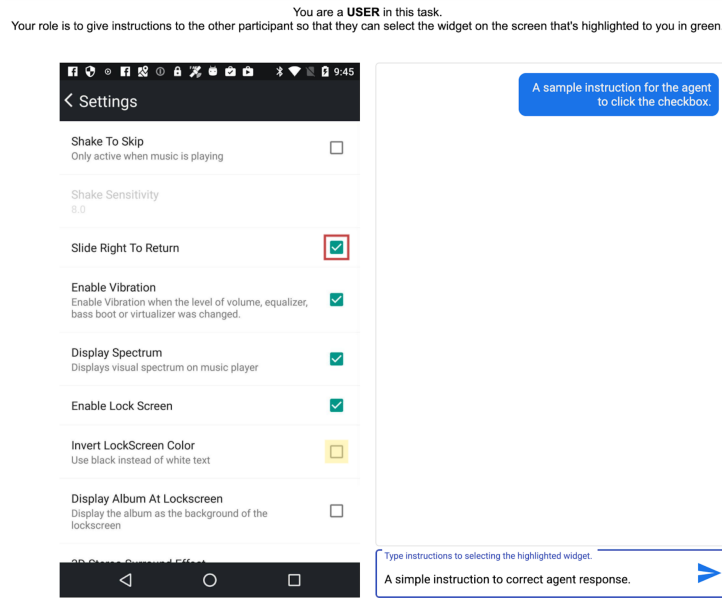 You are a USER in this task.
Your role is to give instructions to the other participant so that they can select the widget on the screen that's highlighted to you in green.
9:45
Settings
Shake To Skip
Only active when music is playing
Shake Sensitivity
8.0
Slide Right To Return
Enable Vibration
Enable Vibration when the level of volume, equalizer,
bass boot or virtualizer was changed.
Display Spectrum
Displays visual spectrum on music player
Enable Lock Screen
Invert LockScreen Color
Use black instead of white text
Display Album At Lockscreen
Display the album as the background of the
lockscreen
A sample instruction for the agent
to click the checkbox.
Type instructions to selecting the highlighted widget.
A simple instruction to correct agent response.